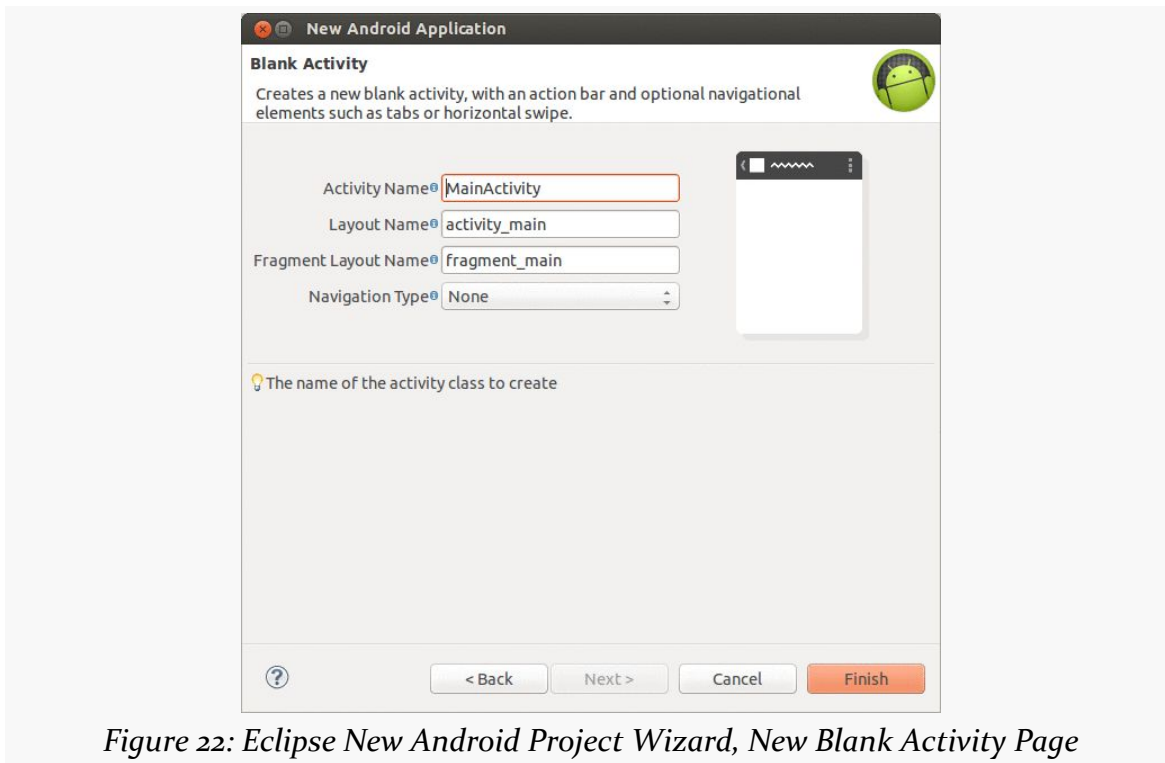 New Android Application
Blank Activity
Creates a new blank activity, with an action bar and optional navigational
elements such as tabs or horizontal swipe.
Activity Name MainActivity
Layout Name activity_main
Fragment Layout Name fragment_main
Navigation Type None
The name of the activity class to create
? < Back Next > Cancel Finish
Figure 22: Eclipse New Android Project Wizard, New Blank Activity Page